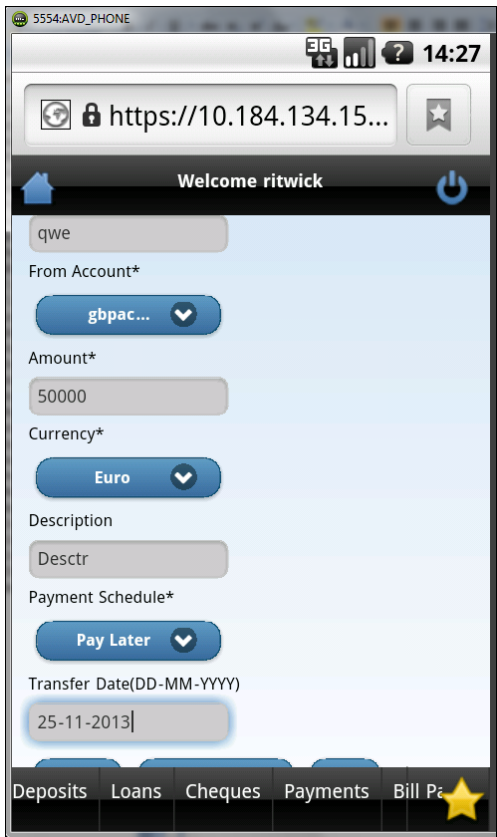 5554:AVD_PHONE
3G 14:27
https://10.184.134.15...
Welcome ritwick
qwe
From Account*
gbpac...
Amount*
50000
Currency*
Euro
Description
Desctr
Payment Schedule*
Pay Later
Transfer Date(DD-MM-YYYY)
25-11-2013
Deposits Loans Cheques Payments Bill Pa